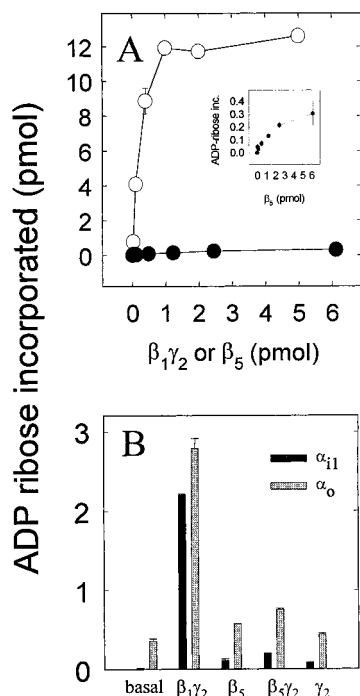 ADP ribose incorporated (pmol)
A
12
10
8
6
4
2
0
0 1 2 3 4 5 6
β₁γ₂ or β₅ (pmol)
ADP-ribose inc.
0.4
0.3
0.2
0.1
0.0
0 1 2 3 4 5 6
β₅ (pmol)
B
3
2
1
0
αi1
αo
basal β₁γ₂ β₅ β₅γ₂ γ₂